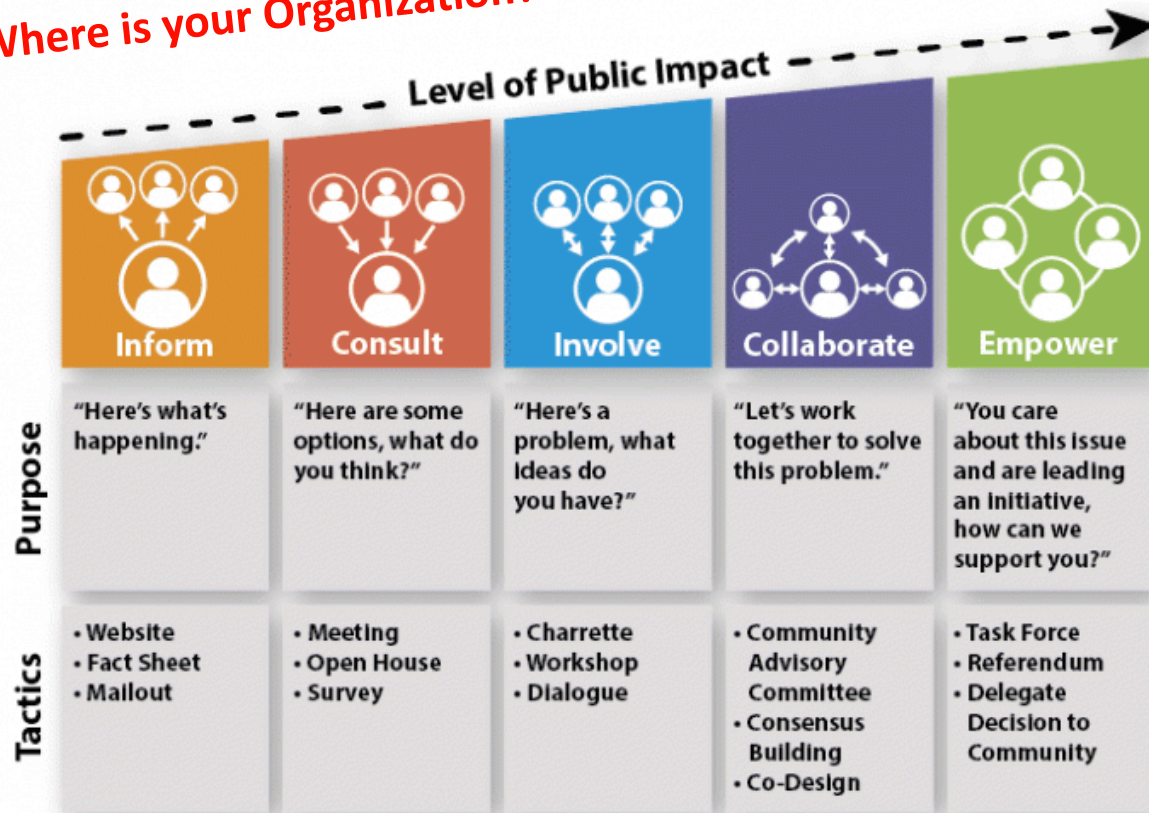 Where is your Organization?
Level of Public Impact
Inform
Consult
Involve
Collaborate
Empower
Purpose
“Here’s what’s
happening.”
“Here are some
options, what do
you think?”
“Here’s a
problem, what
ideas do
you have?”
“Let’s work
together to solve
this problem.”
“You care
about this issue
and are leading
an initiative,
how can we
support you?”
Tactics
• Website
• Fact Sheet
• Mailout
• Meeting
• Open House
• Survey
• Charrette
• Workshop
• Dialogue
• Community
Advisory
Committee
• Consensus
Building
• Co-Design
• Task Force
• Referendum
• Delegate
Decision to
Community